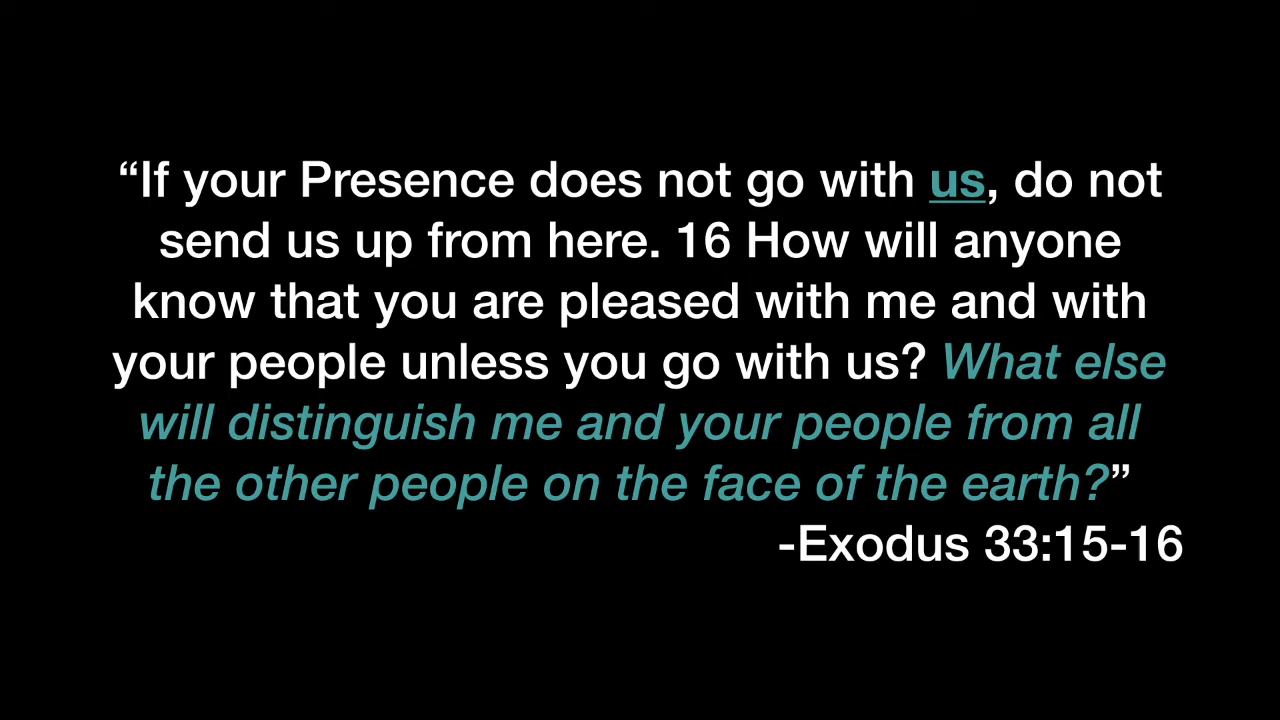 “If your Presence does not go with us, do not
send us up from here. 16 How will anyone
know that you are pleased with me and with
your people unless you go with us? What else
will distinguish me and your people from all
the other people on the face of the earth?”
-Exodus 33:15-16